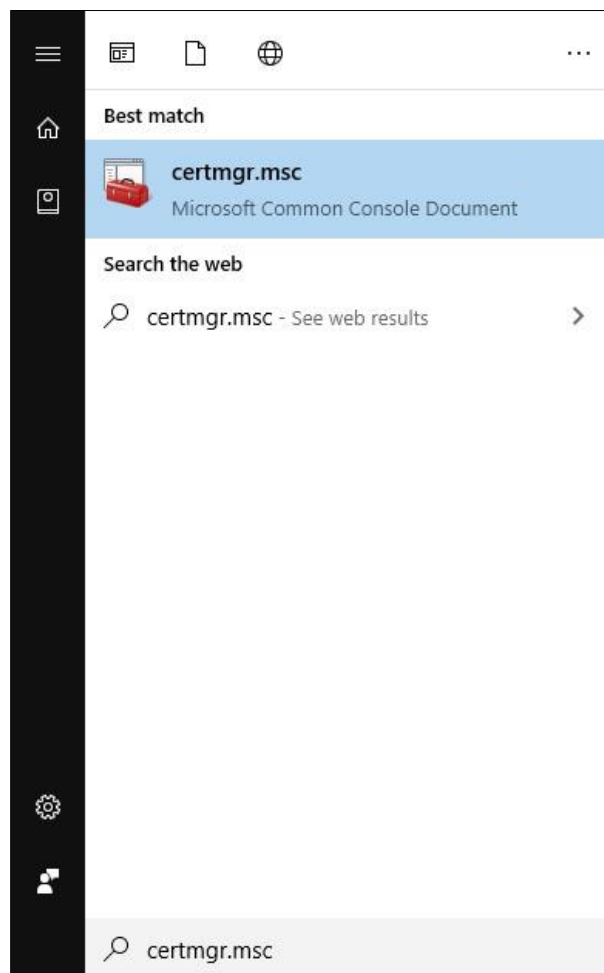 Best match
certmgr.msc
Microsoft Common Console Document
Search the web
certmgr.msc - See web results
certmgr.msc